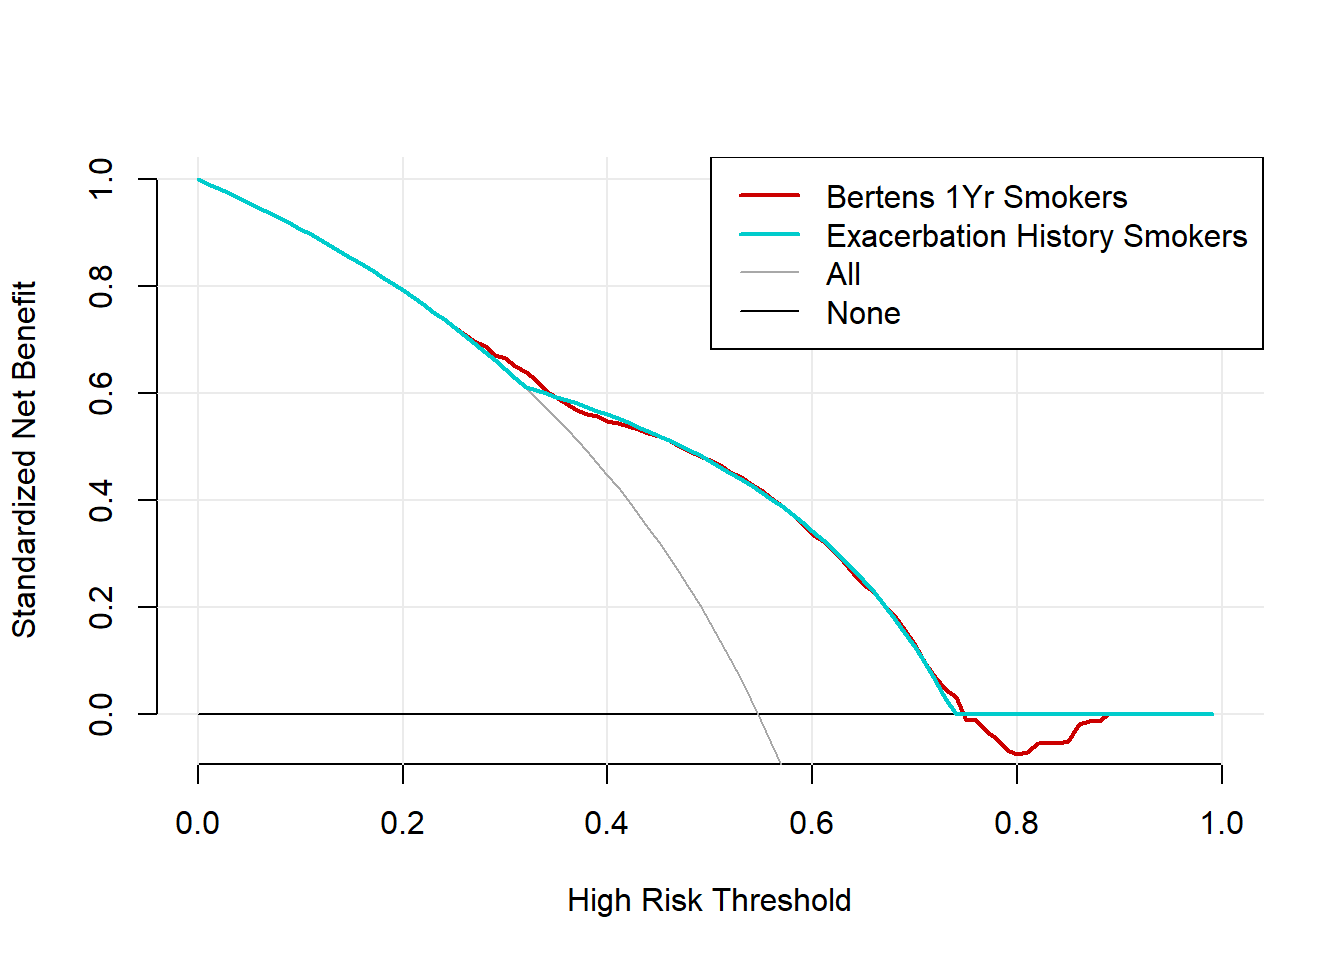 Bertens 1Yr Smokers
Exacerbation History Smokers
All
None
Standardized Net Benefit
1.0
0.8
0.6
0.4
0.2
0.0
0.0 0.2 0.4 0.6 0.8 1.0
High Risk Threshold